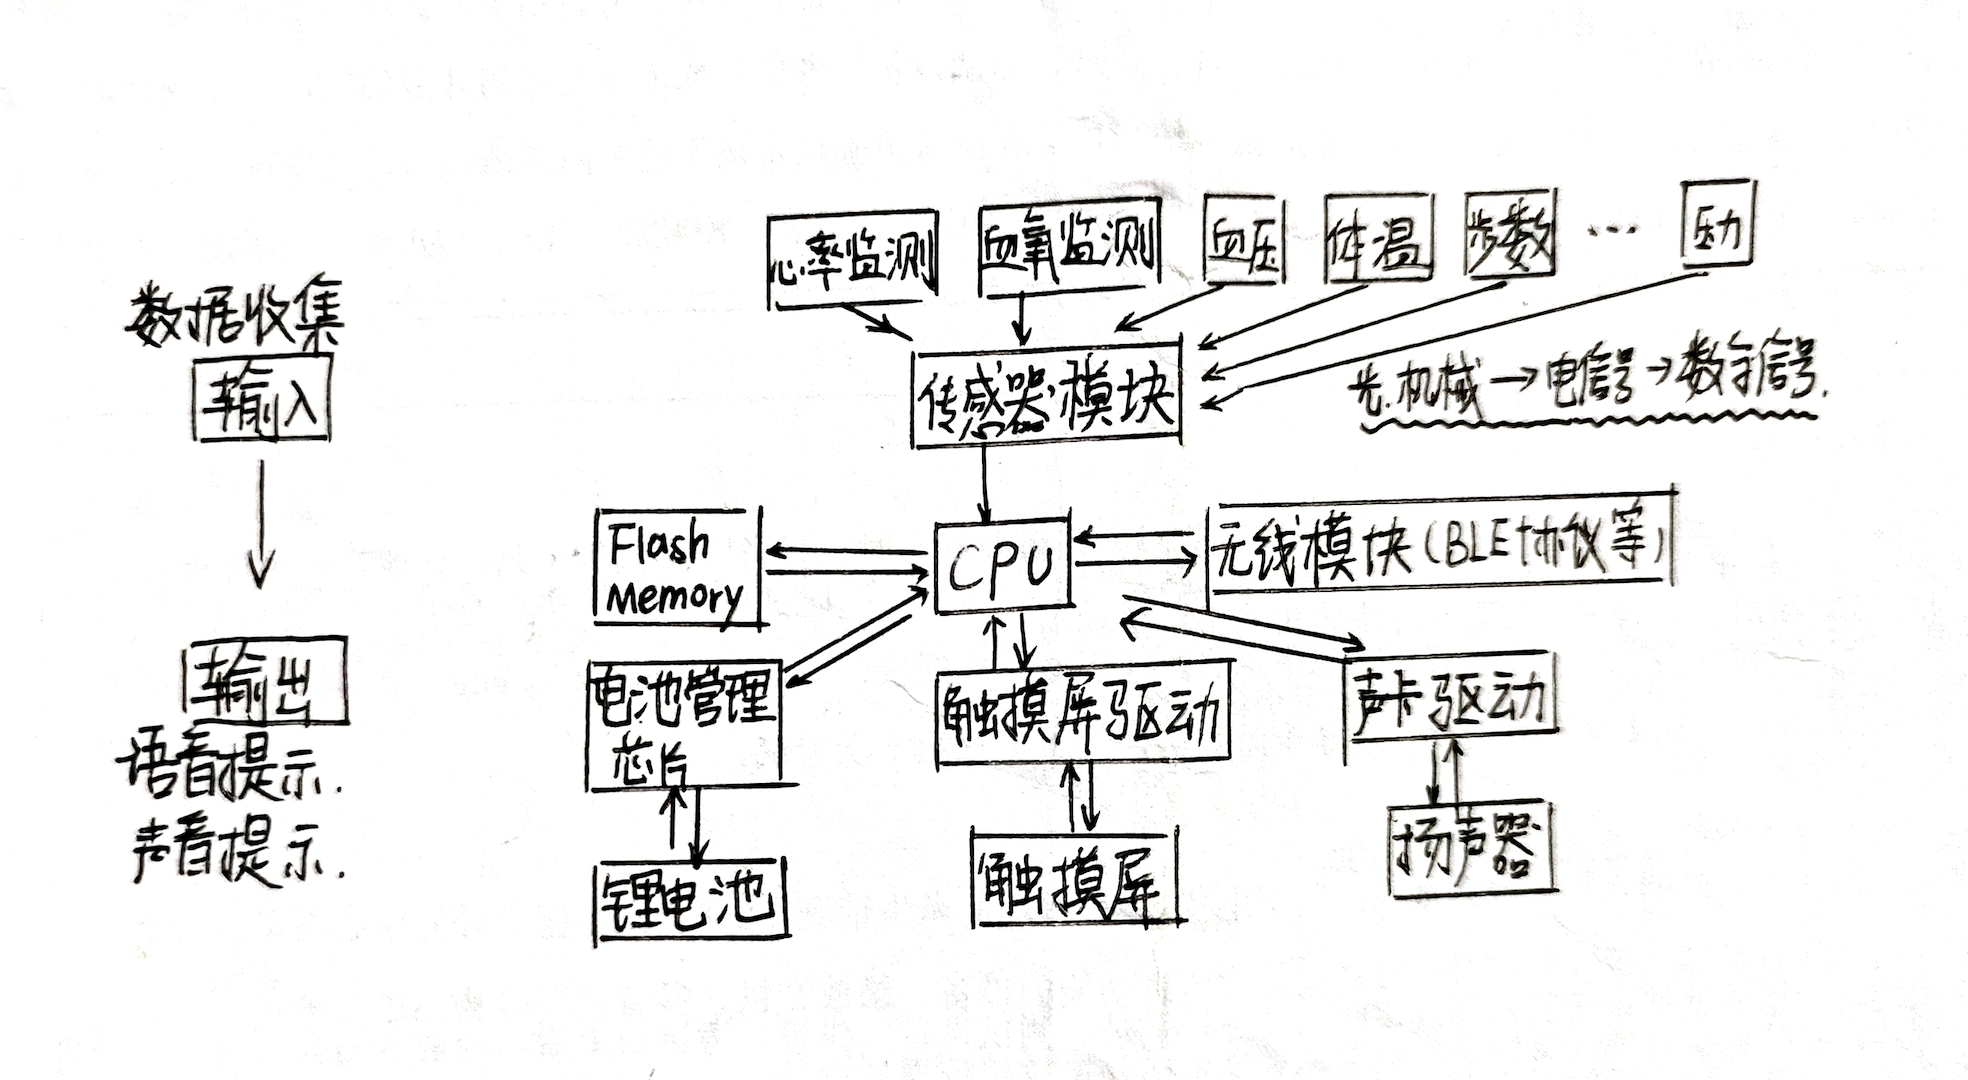 心率监测
血氧监测
血压
体温
步数
...
压力
数据收集
输入
传感器模块
光.机械→电信号→数字信号.
Flash
Memory
CPU
无线模块(BLE协议等)
输出
语音提示.
声音提示.
电池管理
芯片
触摸屏驱动
声卡驱动
锂电池
触摸屏
扬声器